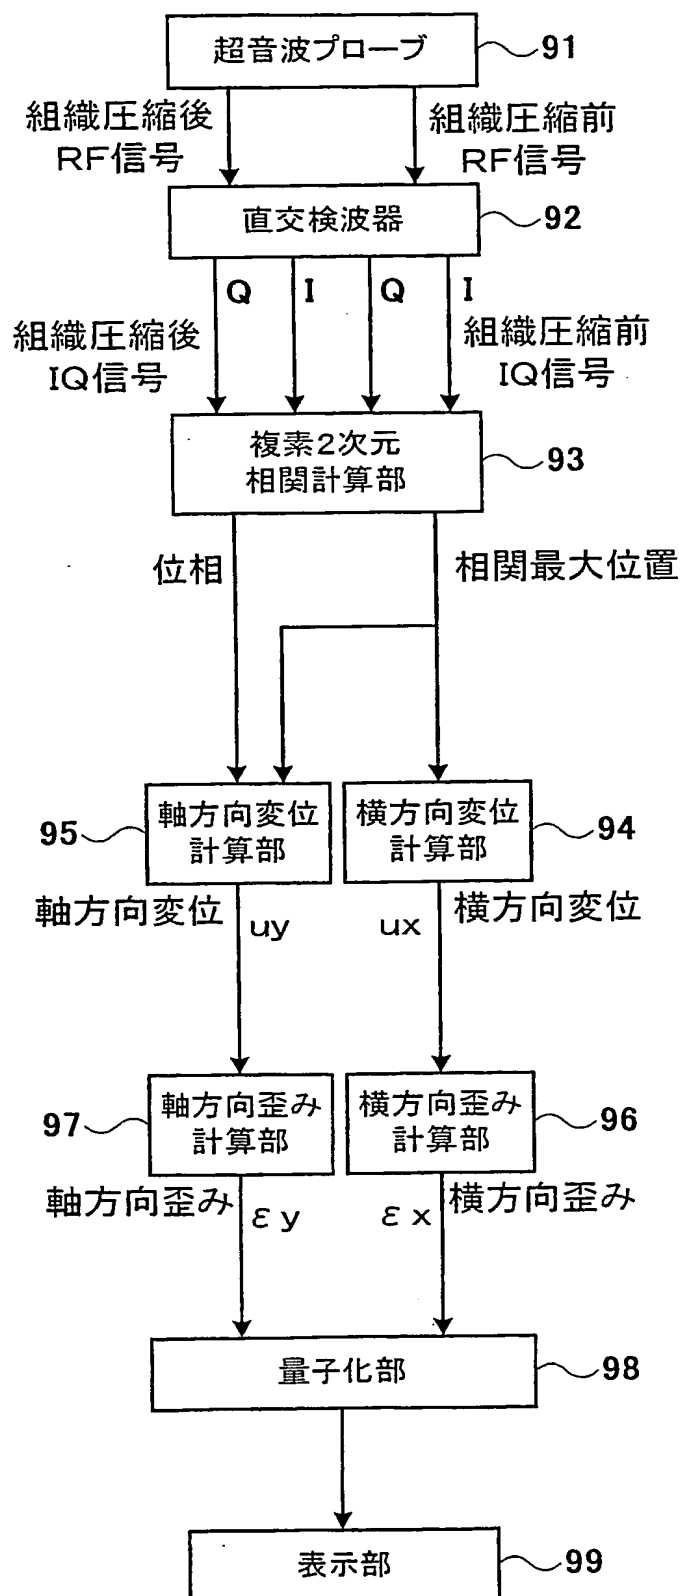 超音波プローブ
91
組織圧縮後
RF信号
組織圧縮前
RF信号
直交検波器
92
Q
I
Q
I
組織圧縮後
IQ信号
組織圧縮前
IQ信号
複素2次元
相関計算部
93
位相
相関最大位置
95
軸方向変位
計算部
横方向変位
計算部
94
軸方向変位
uy
ux
横方向変位
97
軸方向歪み
計算部
横方向歪み
計算部
96
軸方向歪み
εy
εx
横方向歪み
量子化部
98
表示部
99